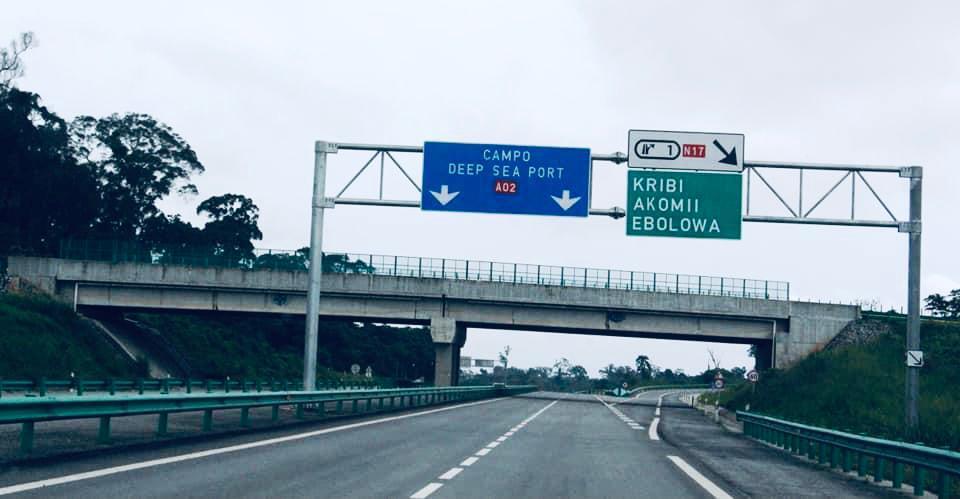 CAMPO
DEEP SEA PORT
A02
1 N17
KRIBI
AKOMII
EBOLOWA